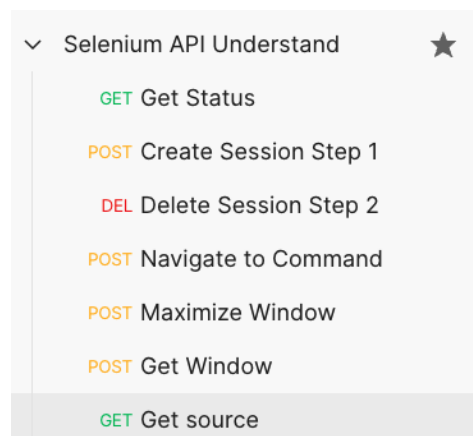 Selenium API Understand
GET Get Status
POST Create Session Step 1
DEL Delete Session Step 2
POST Navigate to Command
POST Maximize Window
POST Get Window
GET Get source